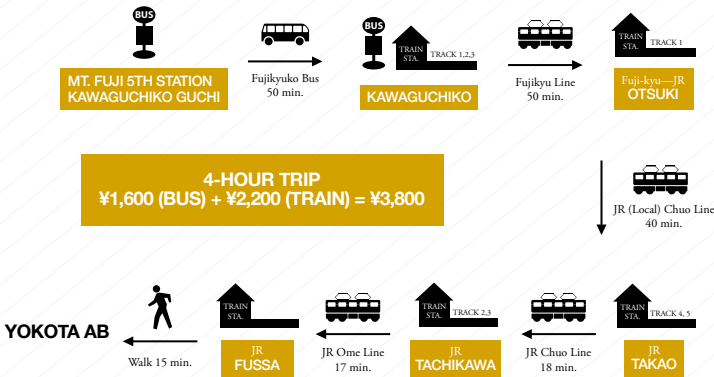 BUS
MT. FUJI 5TH STATION
KAWAGUCHIKO GUCHI
Fujikyuko Bus
50 min.
BUS
TRAIN
STA.
TRACK 1,2,3
KAWAGUCHIKO
Fujikyu Line
50 min.
TRAIN
STA.
TRACK 1
Fuji-kyu—JR
OTSUKI
4-HOUR TRIP
¥1,600 (BUS) + ¥2,200 (TRAIN) = ¥3,800
JR (Local) Chuo Line
40 min.
TRAIN
STA.
TRACK 4, 5
JR
TAKAO
JR Chuo Line
18 min.
TRAIN
STA.
TRACK 2,3
JR
TACHIKAWA
JR Ome Line
17 min.
TRAIN
STA.
JR
FUSSA
Walk 15 min.
YOKOTA AB